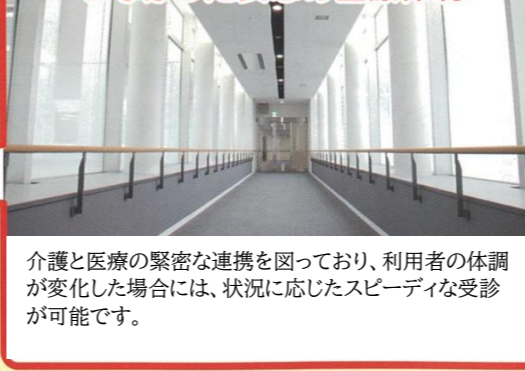 介護と医療の緊密な連携を図っており、利用者の体調
が変化した場合には、状況に応じたスピーディな受診
が可能です。